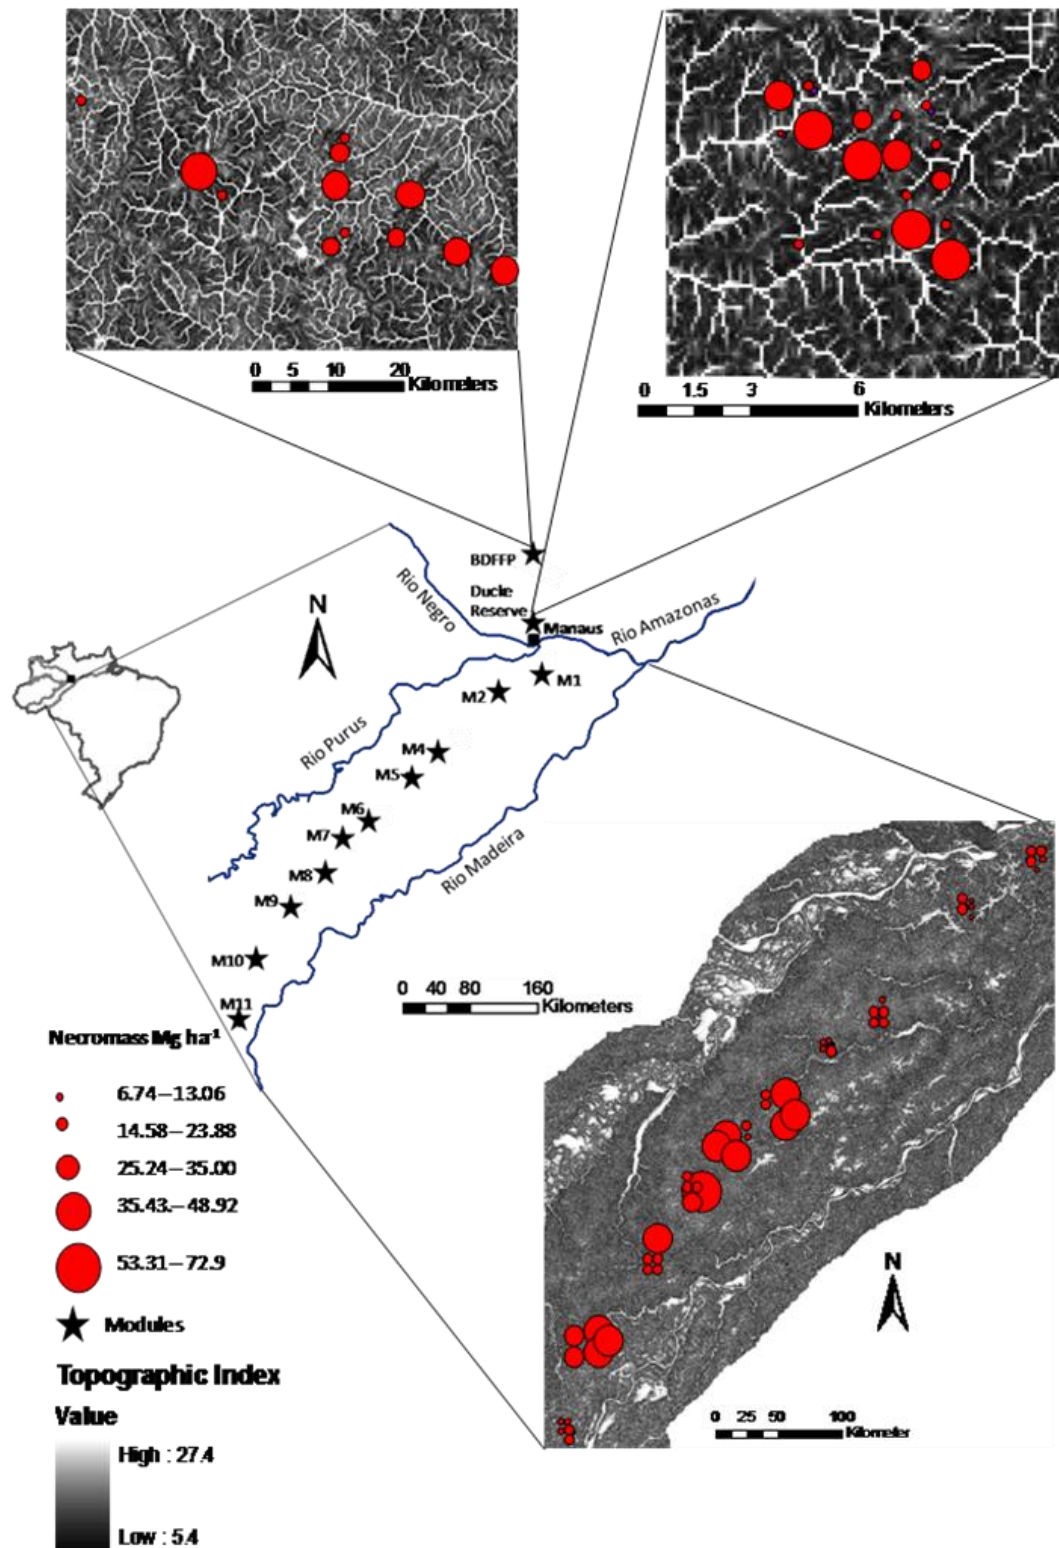 0 5 10 20
Kilometers
0 1.5 3 6
Kilometers
BDFFP
Ducke
Reserve
Manaus
Rio Negro
Rio Amazonas
N
M1
M2
Rio Purus
M4
M5
M6
M7
Rio Madeira
M8
M9
M10
M11
0 40 80 160
Kilometers
Necromass Mg ha¹
6.74–13.06
14.58–23.88
25.24–35.00
35.43–48.92
53.31–72.9
Modules
Topographic Index
Value
High : 27.4
Low : 5.4
N
0 25 50 100
Kilometer